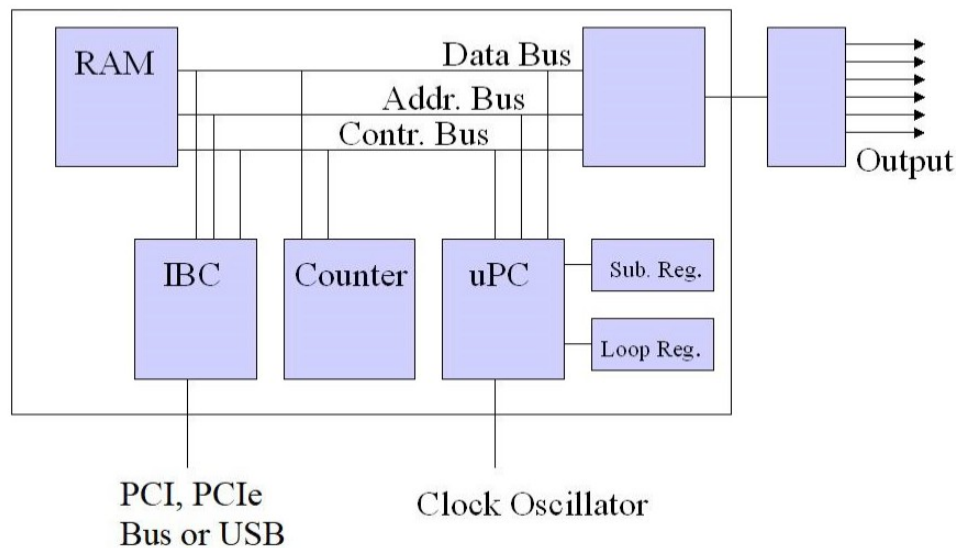 RAM
Data Bus
Addr. Bus
Contr. Bus
Output
IBC
Counter
uPC
Sub. Reg.
Loop Reg.
PCI, PCIe
Bus or USB
Clock Oscillator